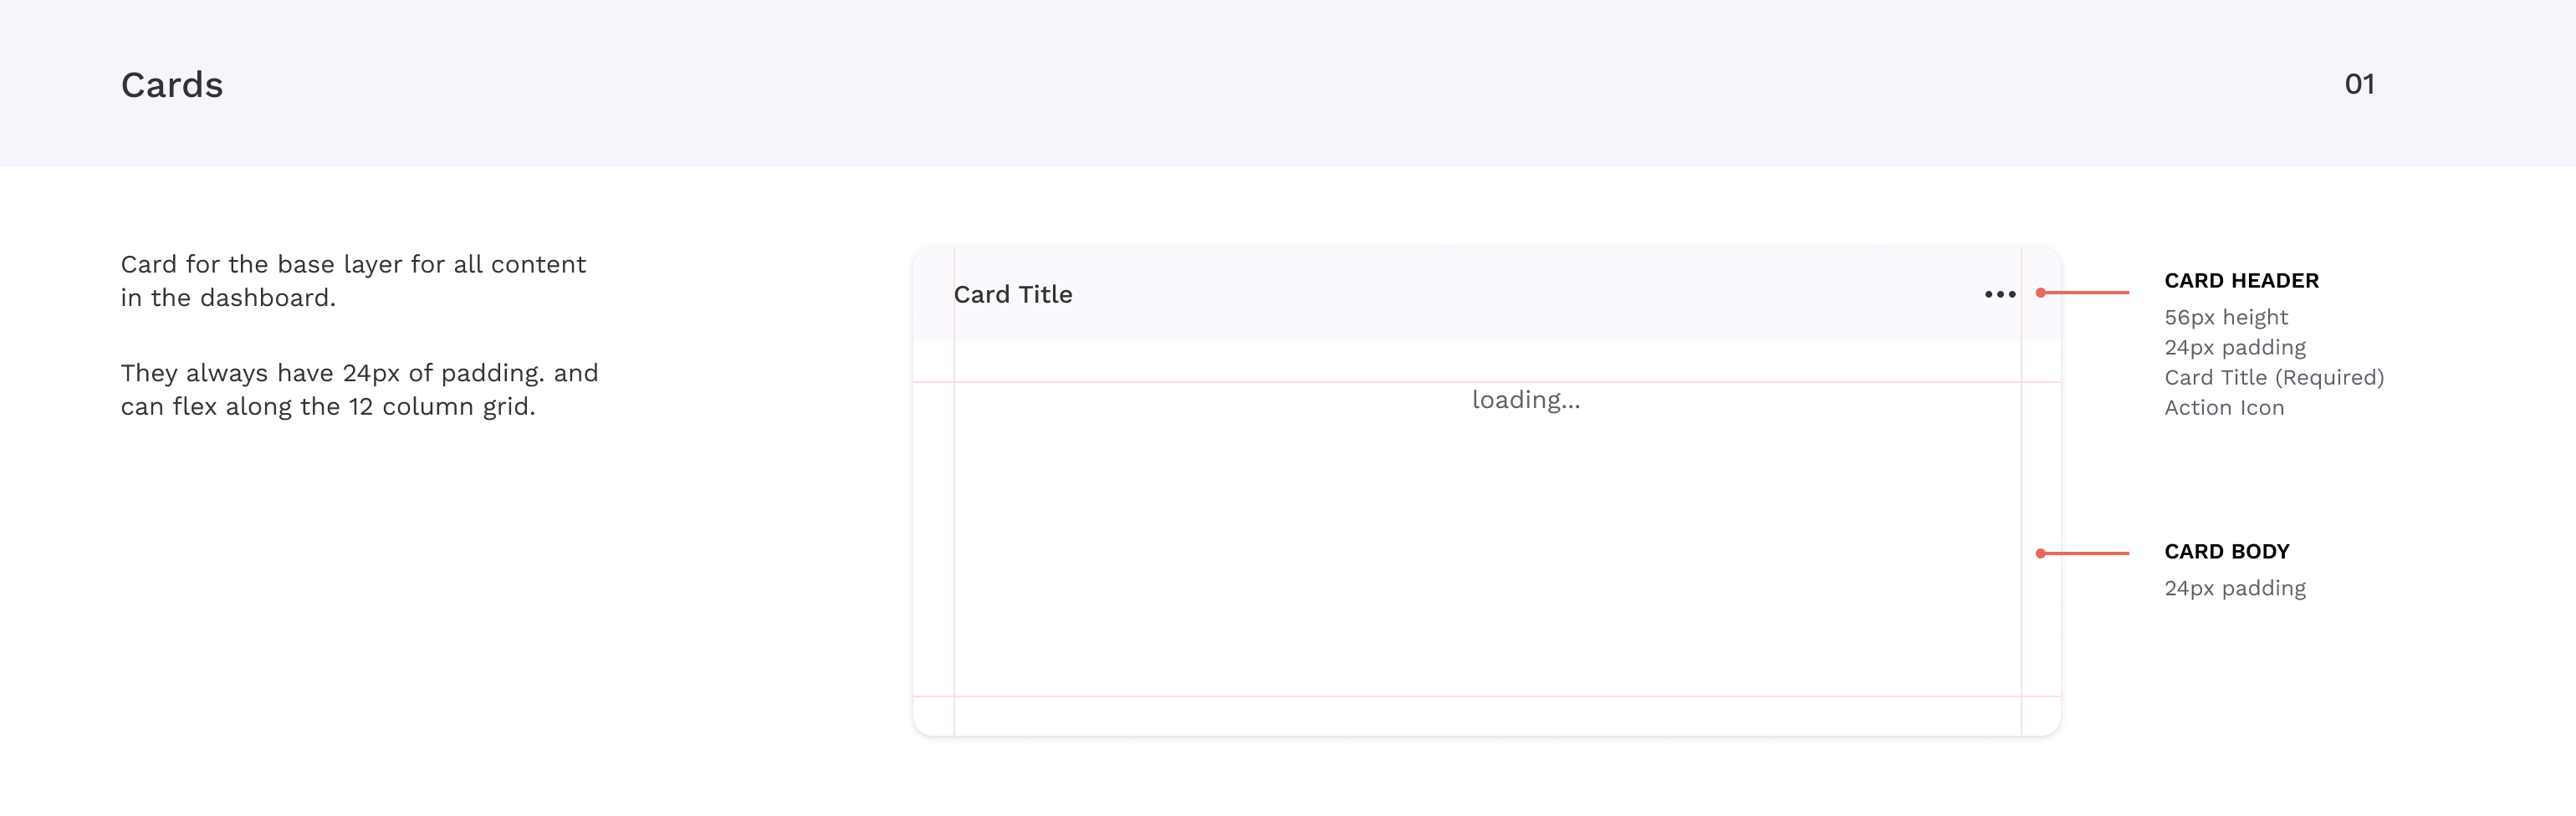 Cards
01
Card for the base layer for all content
in the dashboard.
They always have 24px of padding. and
can flex along the 12 column grid.
Card Title
loading...
CARD HEADER
56px height
24px padding
Card Title (Required)
Action Icon
CARD BODY
24px padding